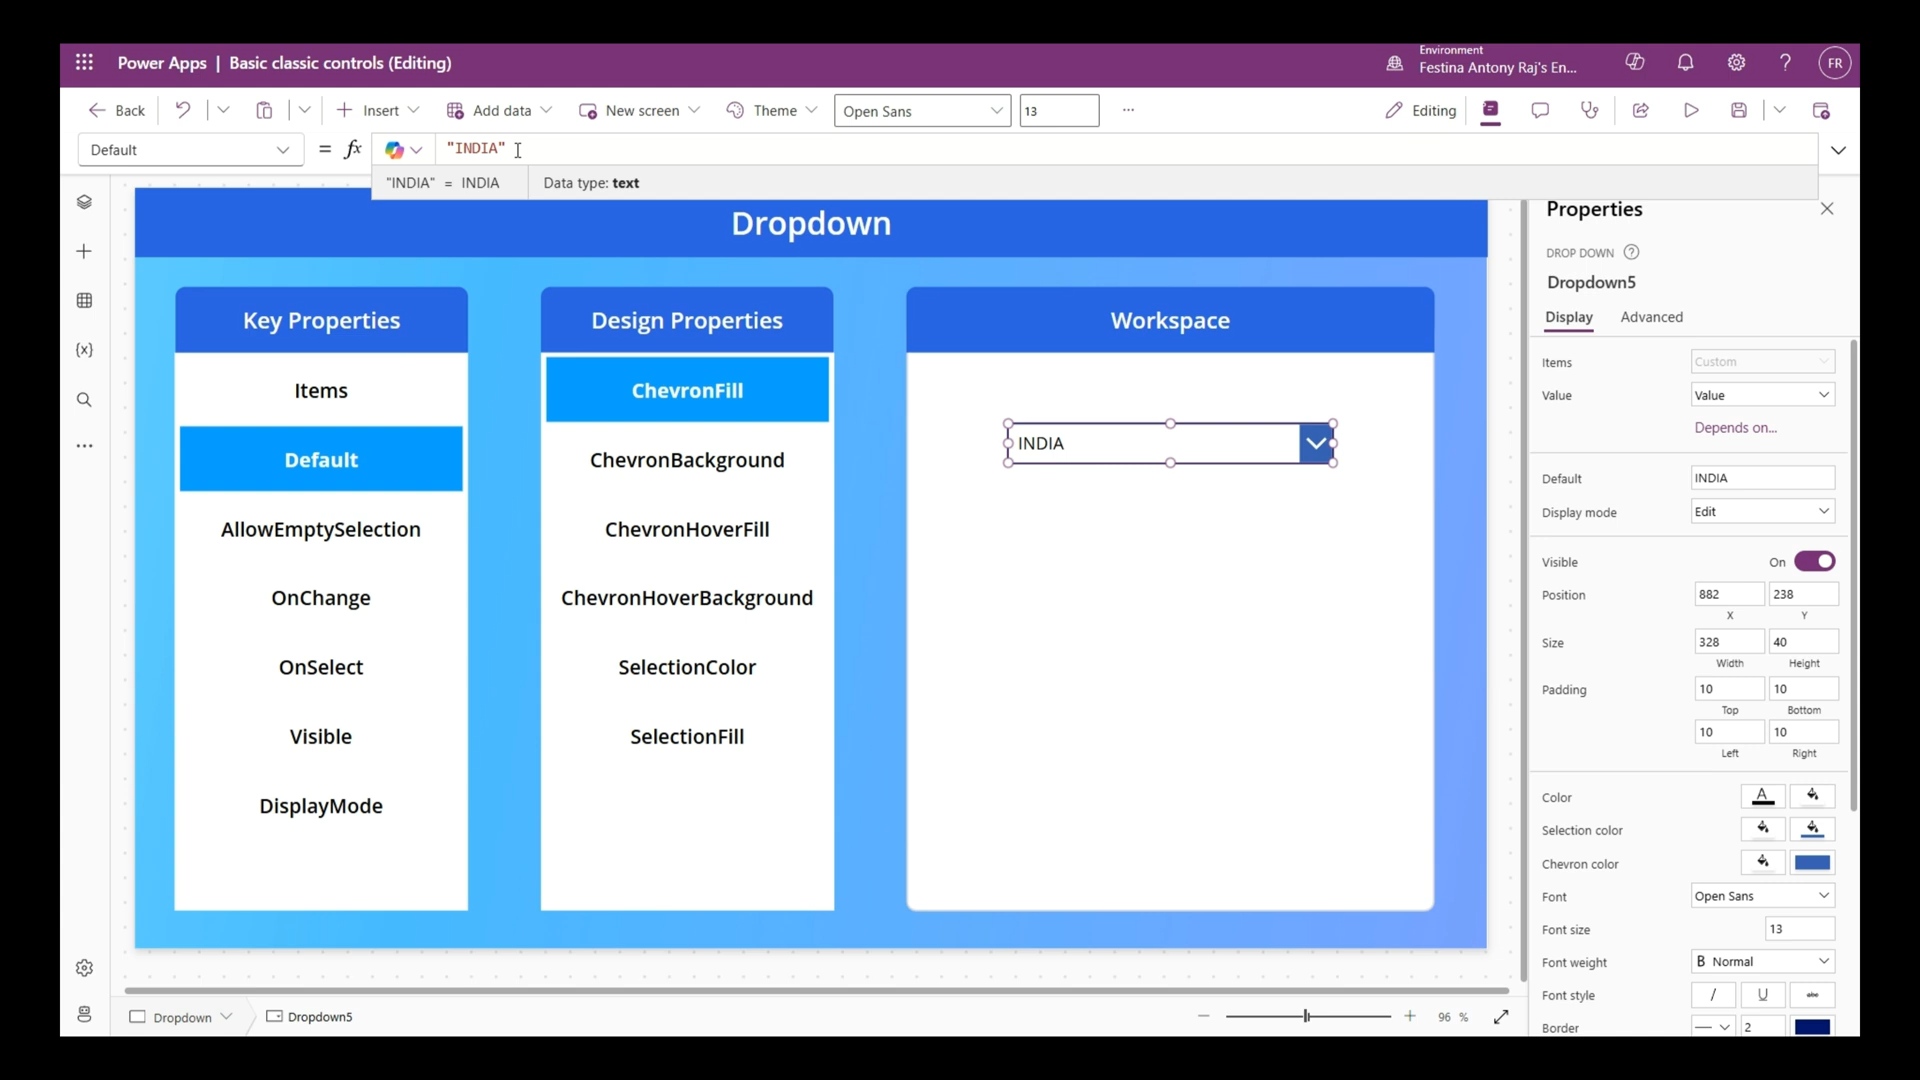 Power Apps | Basic classic controls (Editing)
Environment
Festina Antony Raj's En...
FR
Back
Insert
Add data
New screen
Theme
Open Sans
13
...
Editing
Default
= fx
"INDIA"
"INDIA" = INDIA
Data type: text
Dropdown
Key Properties
Items
Default
AllowEmptySelection
OnChange
OnSelect
Visible
DisplayMode
Design Properties
ChevronFill
ChevronBackground
ChevronHoverFill
ChevronHoverBackground
SelectionColor
SelectionFill
Workspace
INDIA
Properties
DROP DOWN
Dropdown5
Display Advanced
Items Custom
Value Value
Depends on...
Default INDIA
Display mode Edit
Visible On
Position 882 238
X Y
Size 328 40
Width Height
Padding 10 10
Top Bottom
10 10
Left Right
Color A
Selection color
Chevron color
Font Open Sans
Font size 13
Font weight B Normal
Font style / U abc
Border 2
Dropdown
Dropdown5
96 %